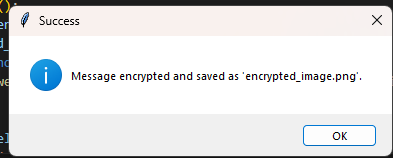 Success
Message encrypted and saved as 'encrypted_image.png'.
OK